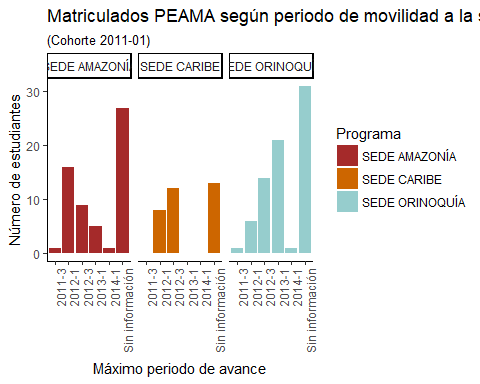 Matriculados PEAMA según periodo de movilidad a la s
(Cohorte 2011-01)
SEDE AMAZONÍA
SEDE CARIBE
EDE ORINOQU
30
20
10
0
Número de estudiantes
2011-3
2012-1
2012-3
2013-1
2014-1
Sin información
2011-3
2012-1
2012-3
2013-1
2014-1
Sin información
2011-3
2012-1
2012-3
2013-1
2014-1
Sin información
Máximo periodo de avance
Programa
SEDE AMAZONÍA
SEDE CARIBE
SEDE ORINOQUÍA